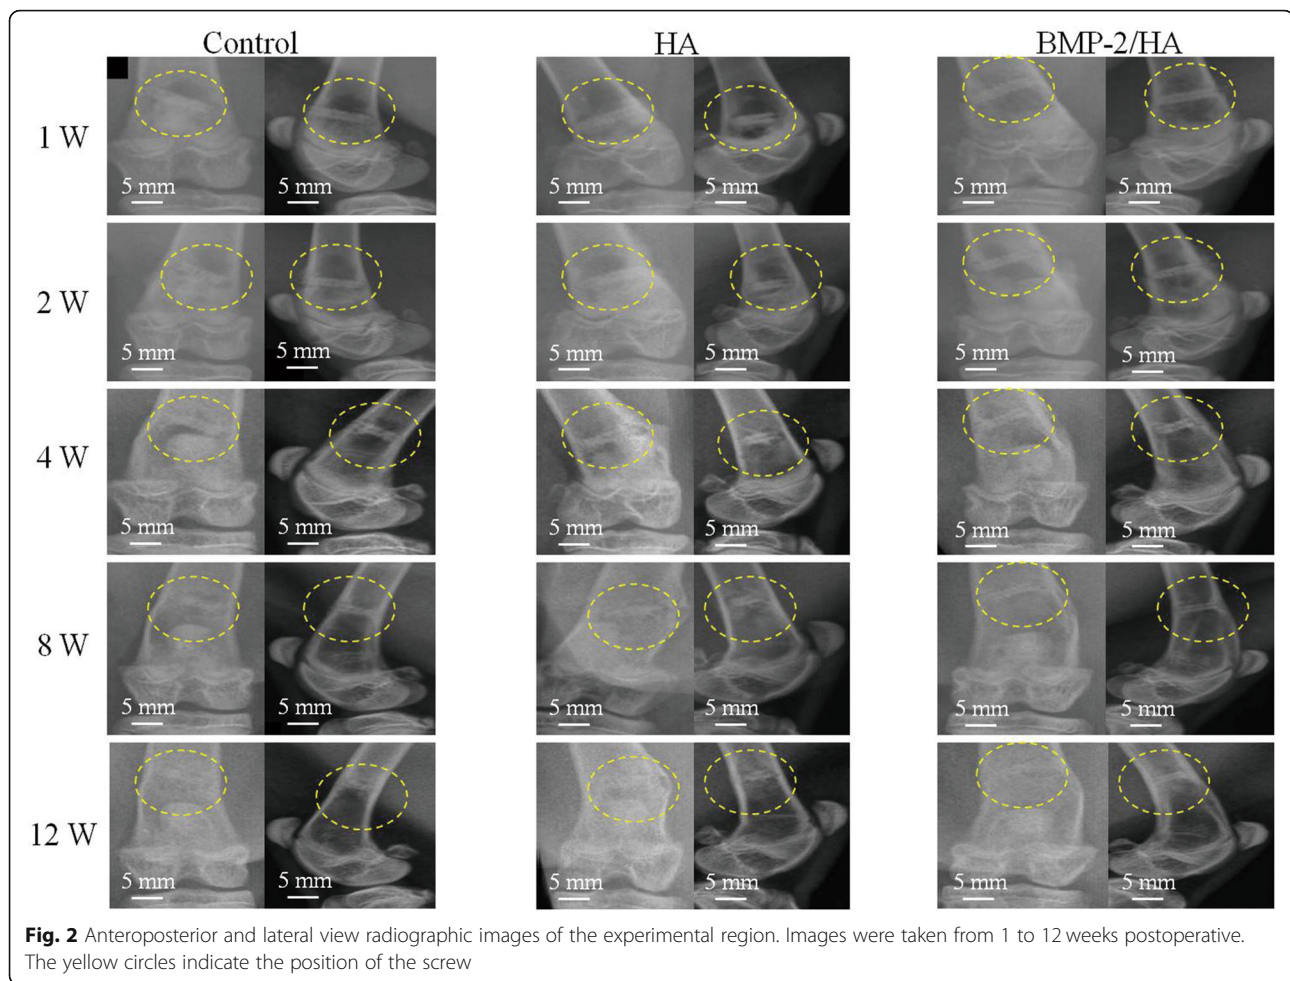 Control HA BMP-2/HA
1 W
5 mm 5 mm 5 mm 5 mm 5 mm 5 mm
2 W
5 mm 5 mm 5 mm 5 mm 5 mm 5 mm
4 W
5 mm 5 mm 5 mm 5 mm 5 mm 5 mm
8 W
5 mm 5 mm 5 mm 5 mm 5 mm 5 mm
12 W
5 mm 5 mm 5 mm 5 mm 5 mm 5 mm
Fig. 2 Anteroposterior and lateral view radiographic images of the experimental region. Images were taken from 1 to 12 weeks postoperative.
The yellow circles indicate the position of the screw